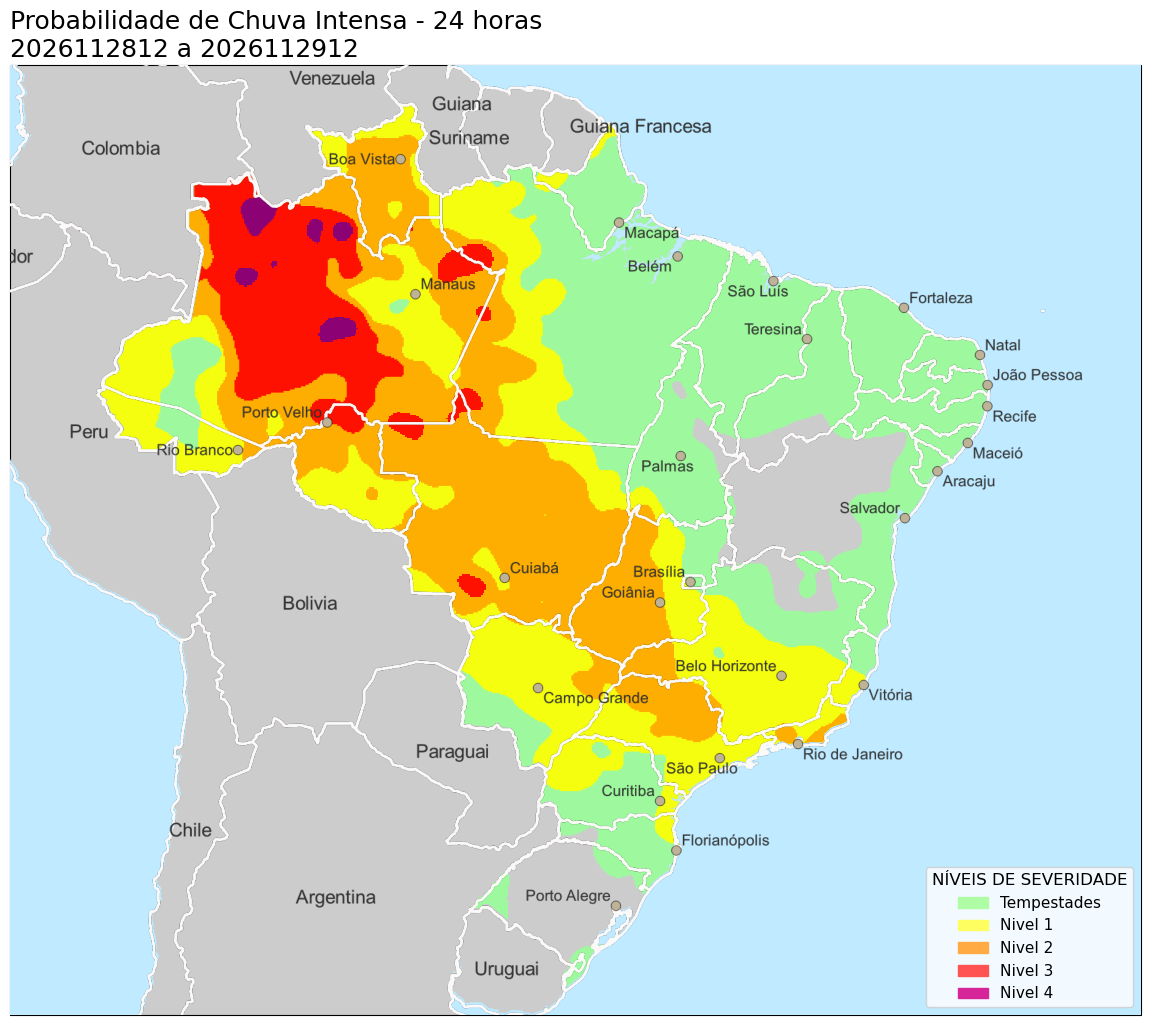 Probabilidade de Chuva Intensa - 24 horas
2026112812 a 2026112912
Venezuela
Guiana
Guiana Francesa
Suriname
Colombia
Boa Vista
Macapá
dor
Belém
Manaus
São Luís
Fortaleza
Teresina
Natal
João Pessoa
Porto Velho
Recife
Peru
Rio Branco
Maceió
Palmas
Aracaju
Salvador
Cuiabá
Brasília
Goiânia
Bolivia
Belo Horizonte
Vitória
Campo Grande
Paraguai
Rio de Janeiro
São Paulo
Curitiba
Chile
Florianópolis
Argentina
Porto Alegre
Uruguai
NÍVEIS DE SEVERIDADE
Tempestades
Nivel 1
Nivel 2
Nivel 3
Nivel 4